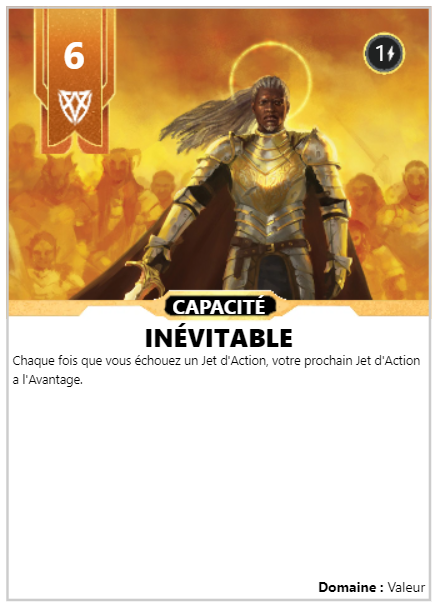 6
1
CAPACITÉ
INÉVITABLE
Chaque fois que vous échouez un Jet d'Action, votre prochain Jet d'Action
a l'Avantage.
Domaine : Valeur